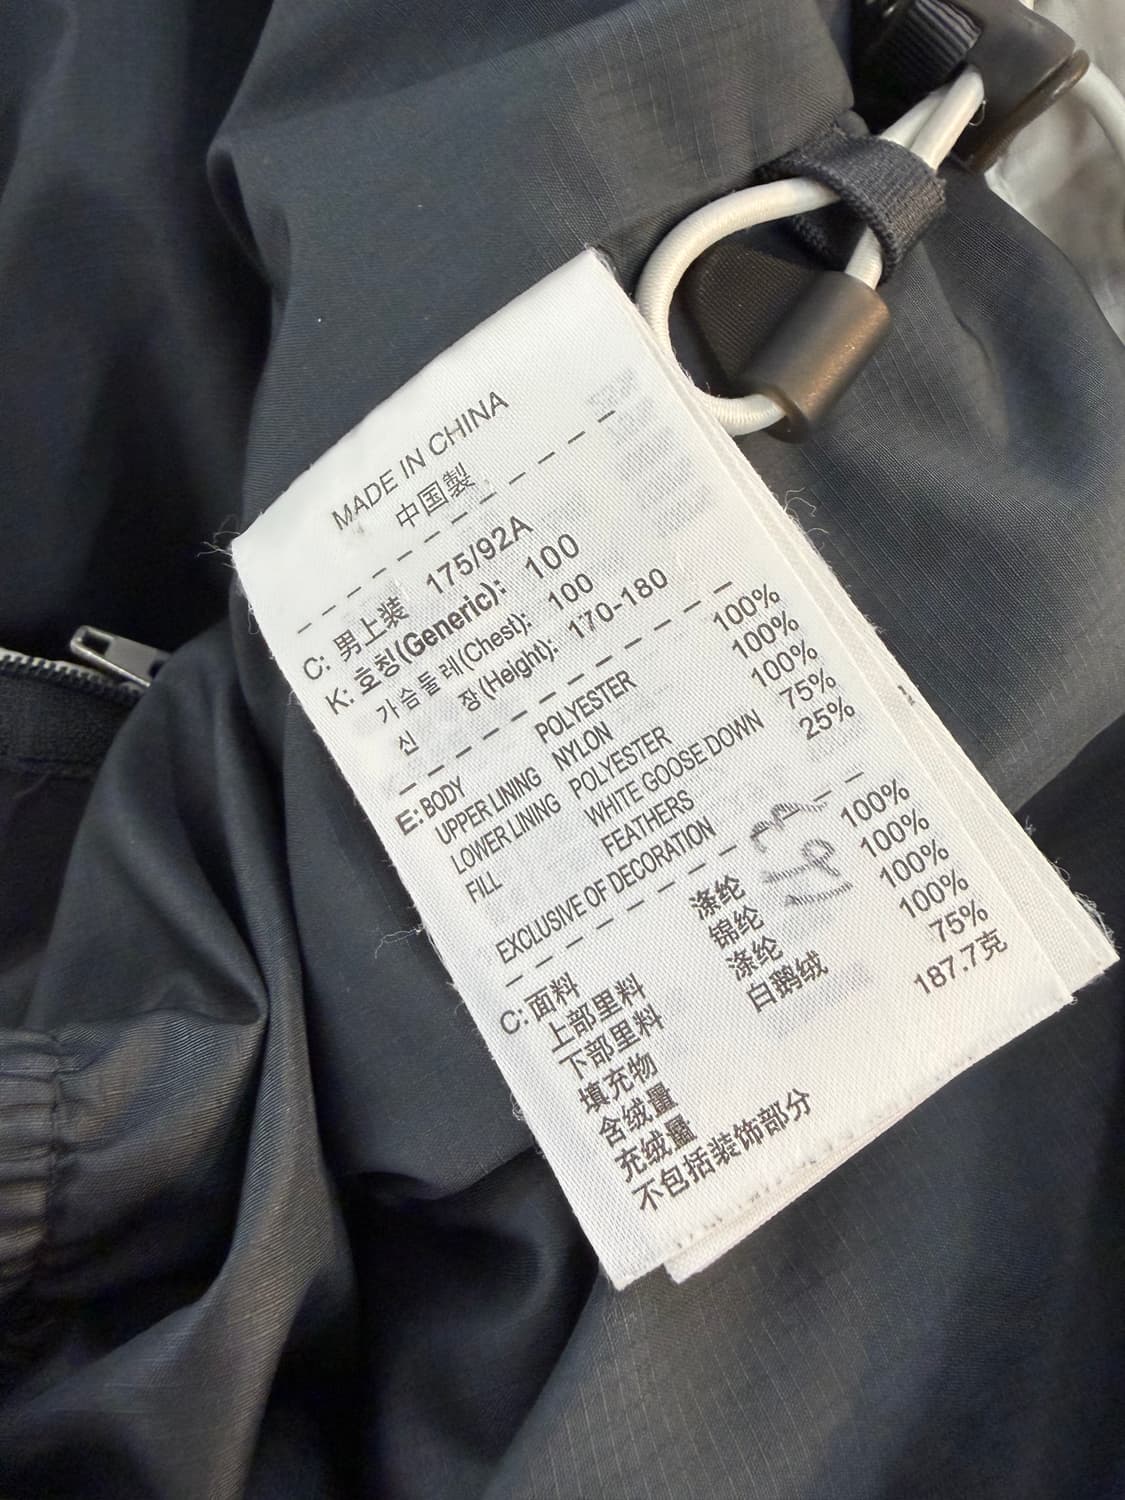 MADE IN CHINA
中国製
C: 男上装 175/92A
K: 호칭(Generic): 100
가슴둘레(Chest): 100
신 장(Height): 170-180
E: BODY POLYESTER 100%
UPPER LINING NYLON 100%
LOWER LINING POLYESTER 100%
FILL WHITE GOOSE DOWN 75%
FEATHERS 25%
EXCLUSIVE OF DECORATION
C: 面料 涤纶 100%
上部里料 锦纶 100%
下部里料 涤纶 100%
填充物 白鹅绒 100%
含绒量 75%
充绒量 187.7克
不包括装饰部分